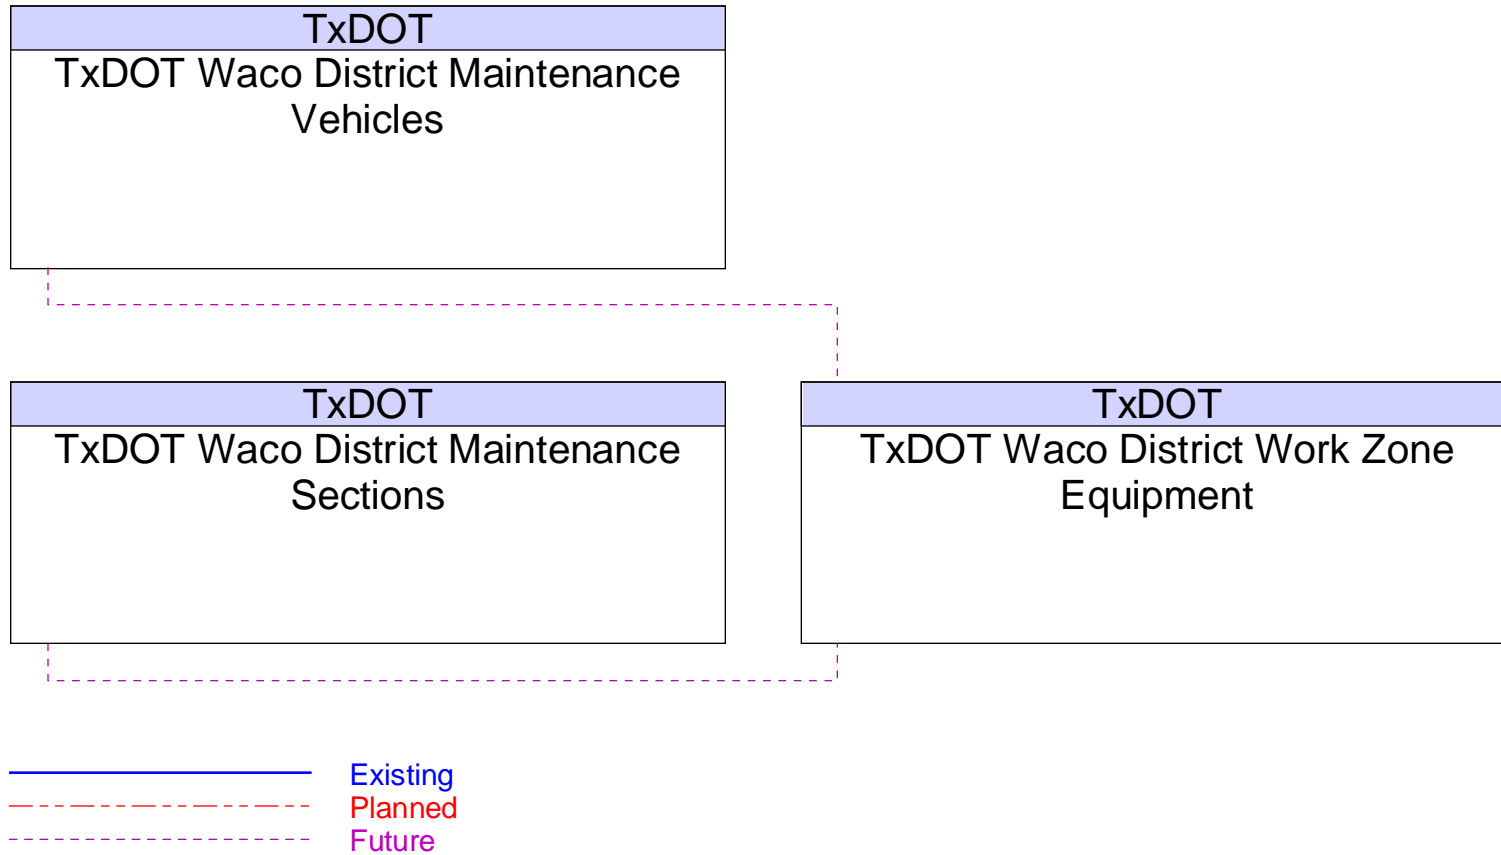 TxDOT
TxDOT Waco District Maintenance
Vehicles
TxDOT
TxDOT Waco District Maintenance
Sections
TxDOT
TxDOT Waco District Work Zone
Equipment
Existing
Planned
Future